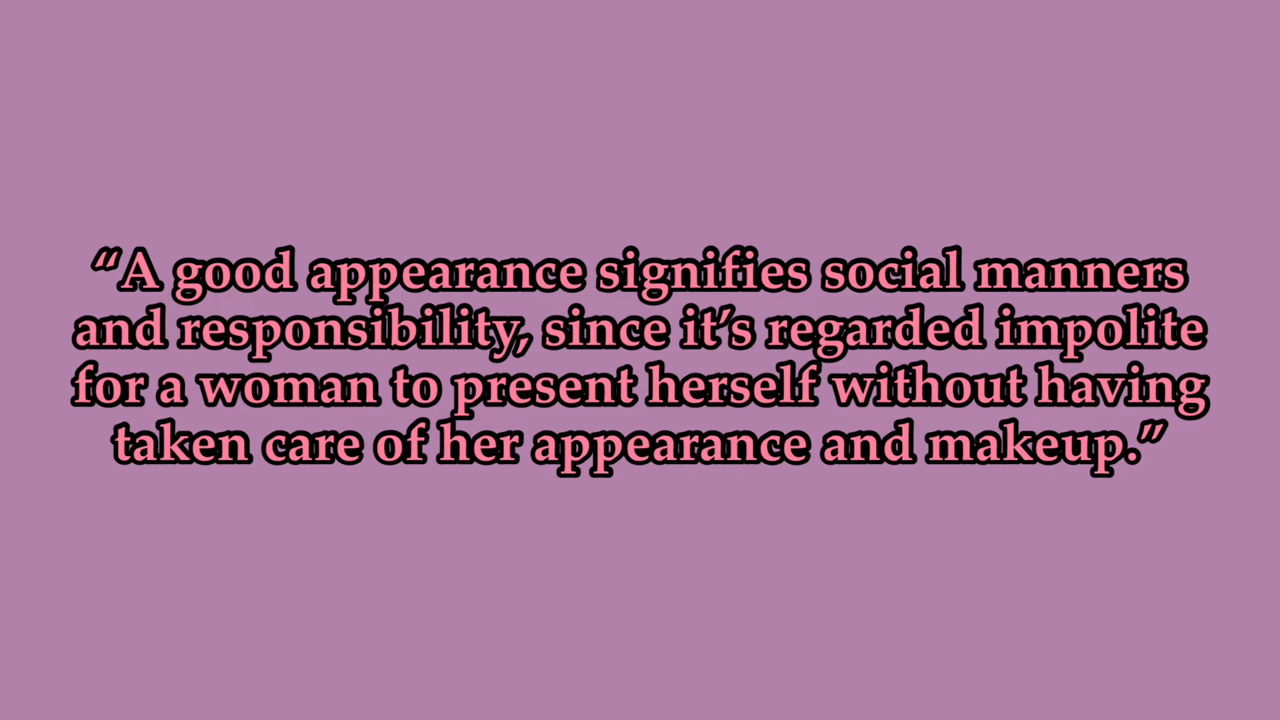 “A good appearance signifies social manners
and responsibility, since it’s regarded impolite
for a woman to present herself without having
taken care of her appearance and makeup.”